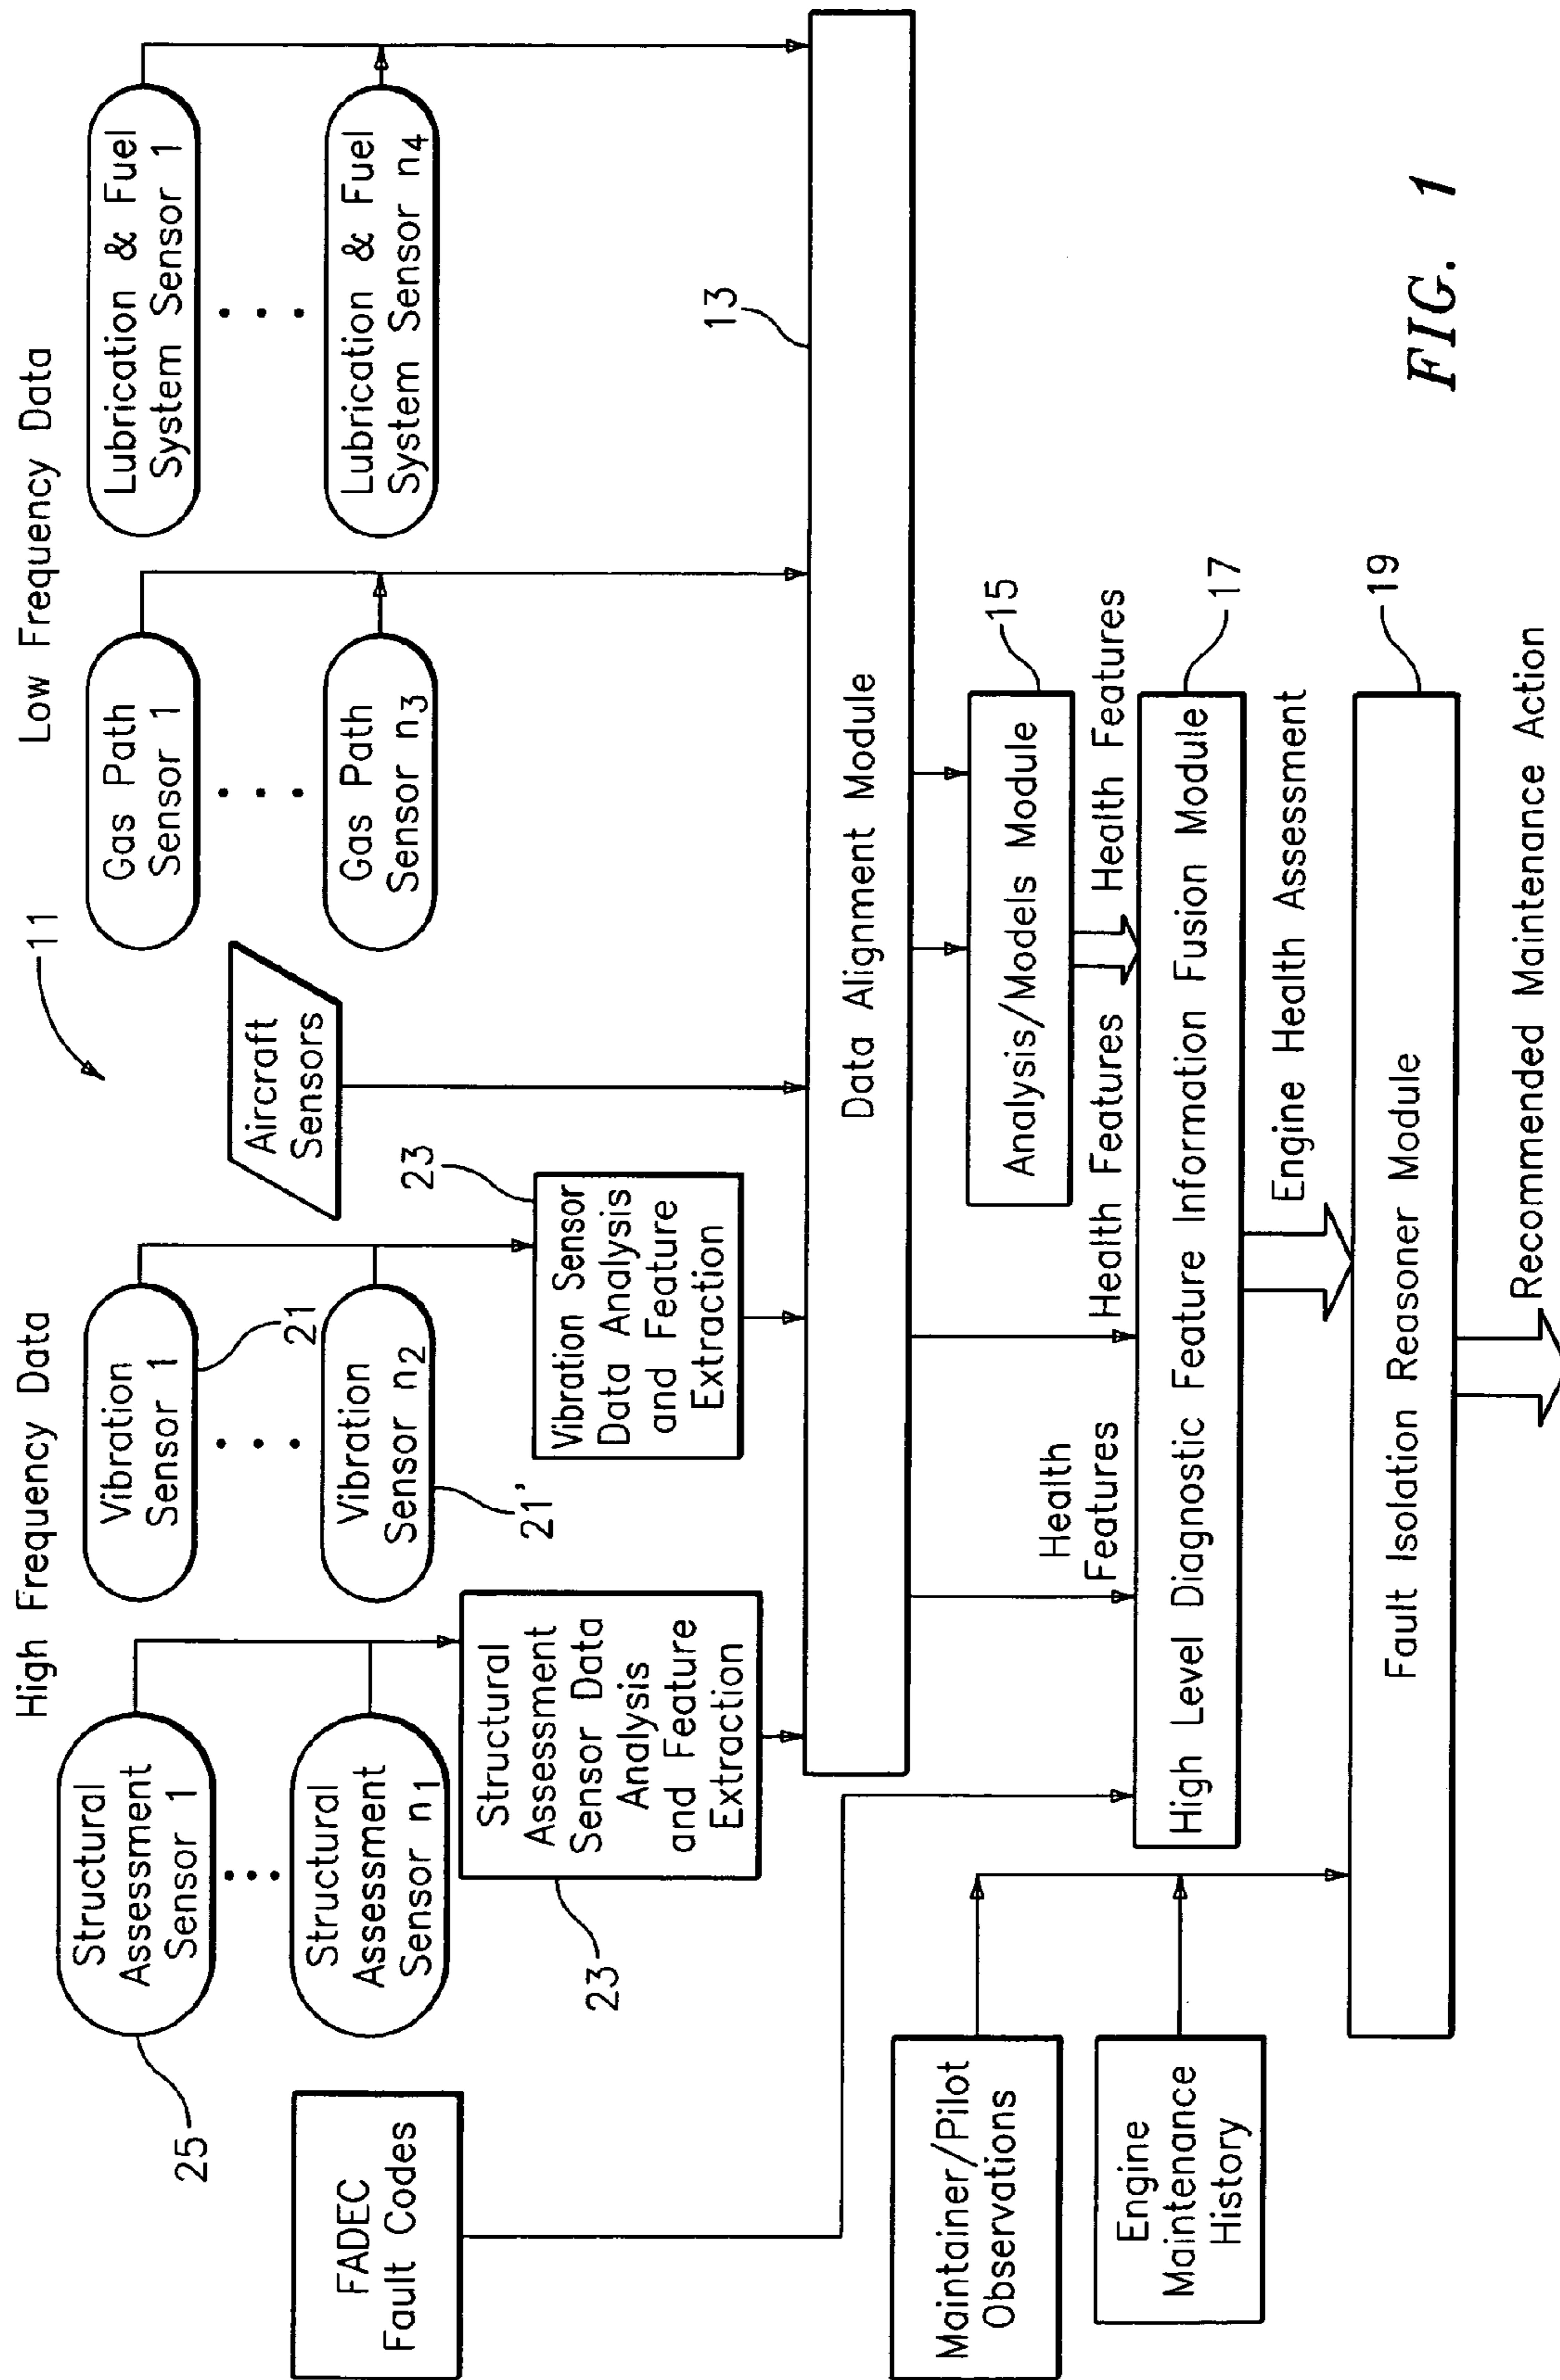 High Frequency Data
Low Frequency Data
11
FADEC
Fault Codes
25
Structural
Assessment
Sensor 1
Structural
Assessment
Sensor n1
23
Structural
Assessment
Sensor Data
Analysis
and Feature
Extraction
Vibration
Sensor 1
21
Vibration
Sensor n2
21'
23
Vibration Sensor
Data Analysis
and Feature
Extraction
Aircraft
Sensors
Gas Path
Sensor 1
Gas Path
Sensor n3
Lubrication & Fuel
System Sensor 1
Lubrication & Fuel
System Sensor n4
13
Data Alignment Module
Maintainer/Pilot
Observations
Engine
Maintenance
History
15
Analysis/Models Module
Health
Features
Health Features
Health Features
17
High Level Diagnostic Feature Information Fusion Module
Engine Health Assessment
19
Fault Isolation Reasoner Module
Recommended Maintenance Action
FIG. 1